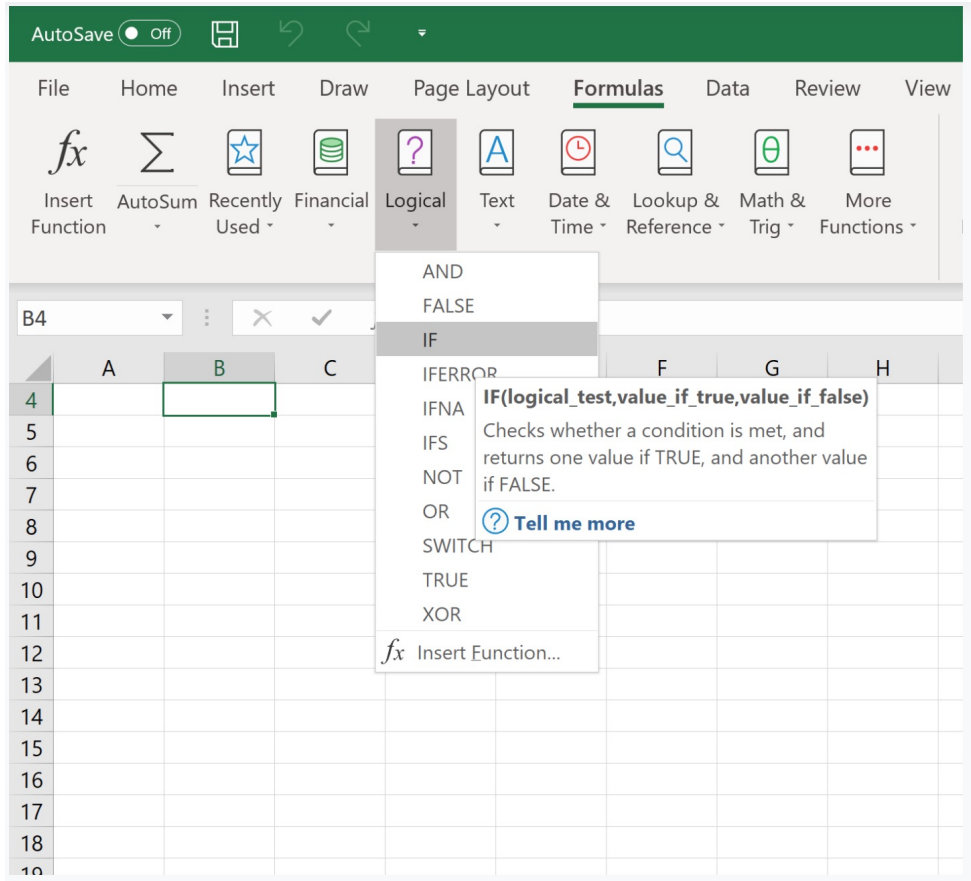 AutoSave Off
File Home Insert Draw Page Layout Formulas Data Review View
fx
Insert Function
AutoSum
Recently Used
Financial
Logical
Text
Date & Time
Lookup & Reference
Math & Trig
More Functions
B4
AND
FALSE
IF
IFERROR
IFNA
IFS
NOT
OR
SWITCH
TRUE
XOR
fx Insert Function...
IF(logical_test,value_if_true,value_if_false)
Checks whether a condition is met, and
returns one value if TRUE, and another value
if FALSE.
? Tell me more
A B C F G H
4
5
6
7
8
9
10
11
12
13
14
15
16
17
18
19